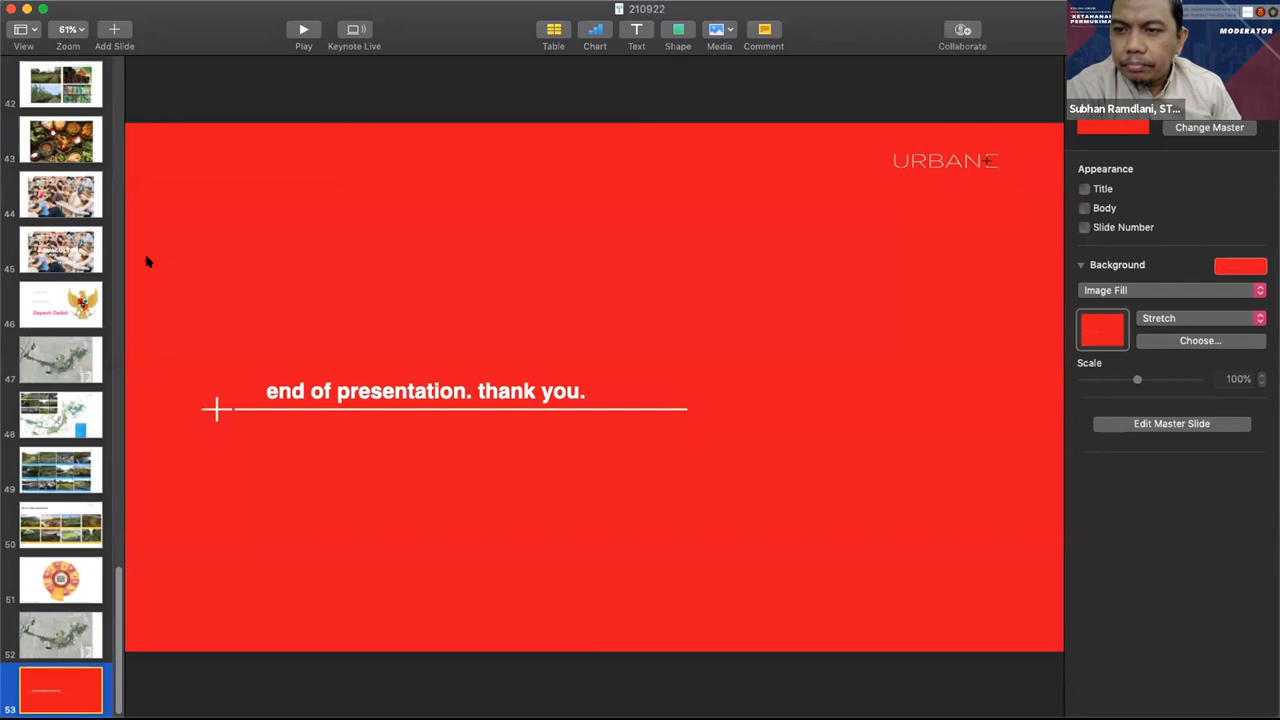 210922
61%
View
Zoom
Add Slide
Play
Keynote Live
Table
Chart
Text
Shape
Media
Comment
Collaborate
MODERATOR
Subhan Ramdlani, ST...
Change Master
Appearance
Title
Body
Slide Number
Background
Image Fill
Stretch
Choose...
Scale
100%
Edit Master Slide
URBANE
end of presentation. thank you.
42
43
44
45
46
47
48
49
50
51
52
53